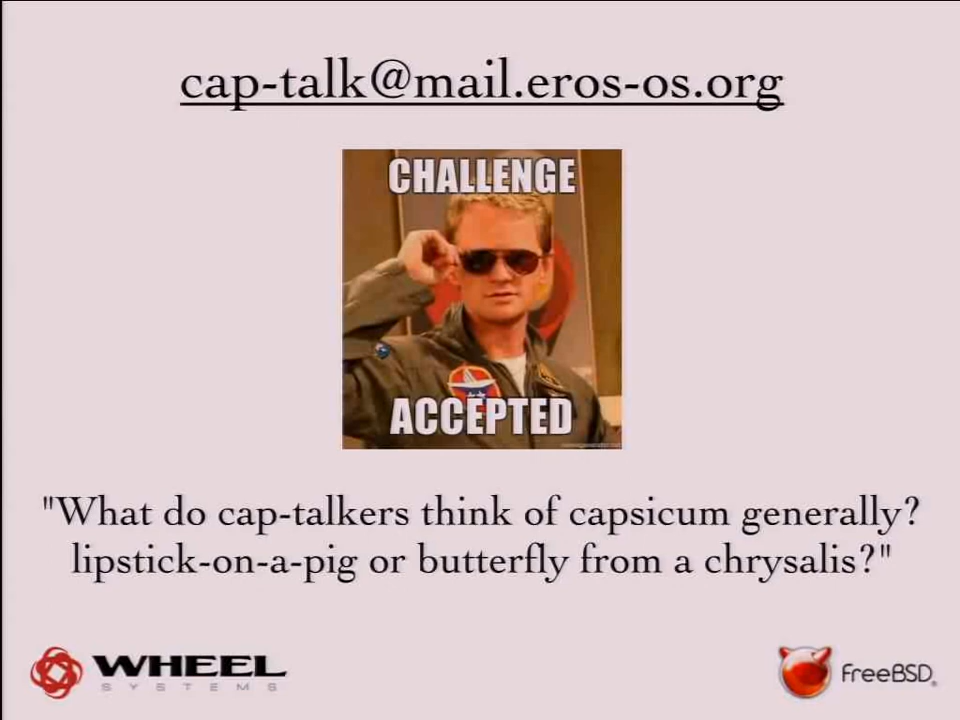 cap-talk@mail.eros-os.org
CHALLENGE
ACCEPTED
"What do cap-talkers think of capsicum generally?
lipstick-on-a-pig or butterfly from a chrysalis?"
WHEEL
SYSTEMS
FreeBSD®